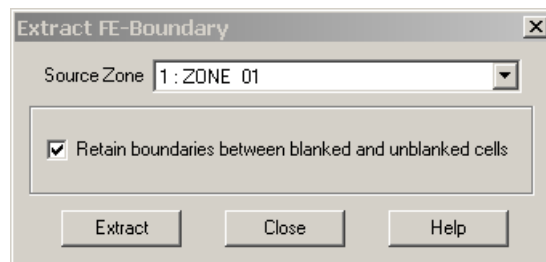 Extract FE-Boundary
Source Zone 1 : ZONE 01
Retain boundaries between blanked and unblanked cells
Extract Close Help